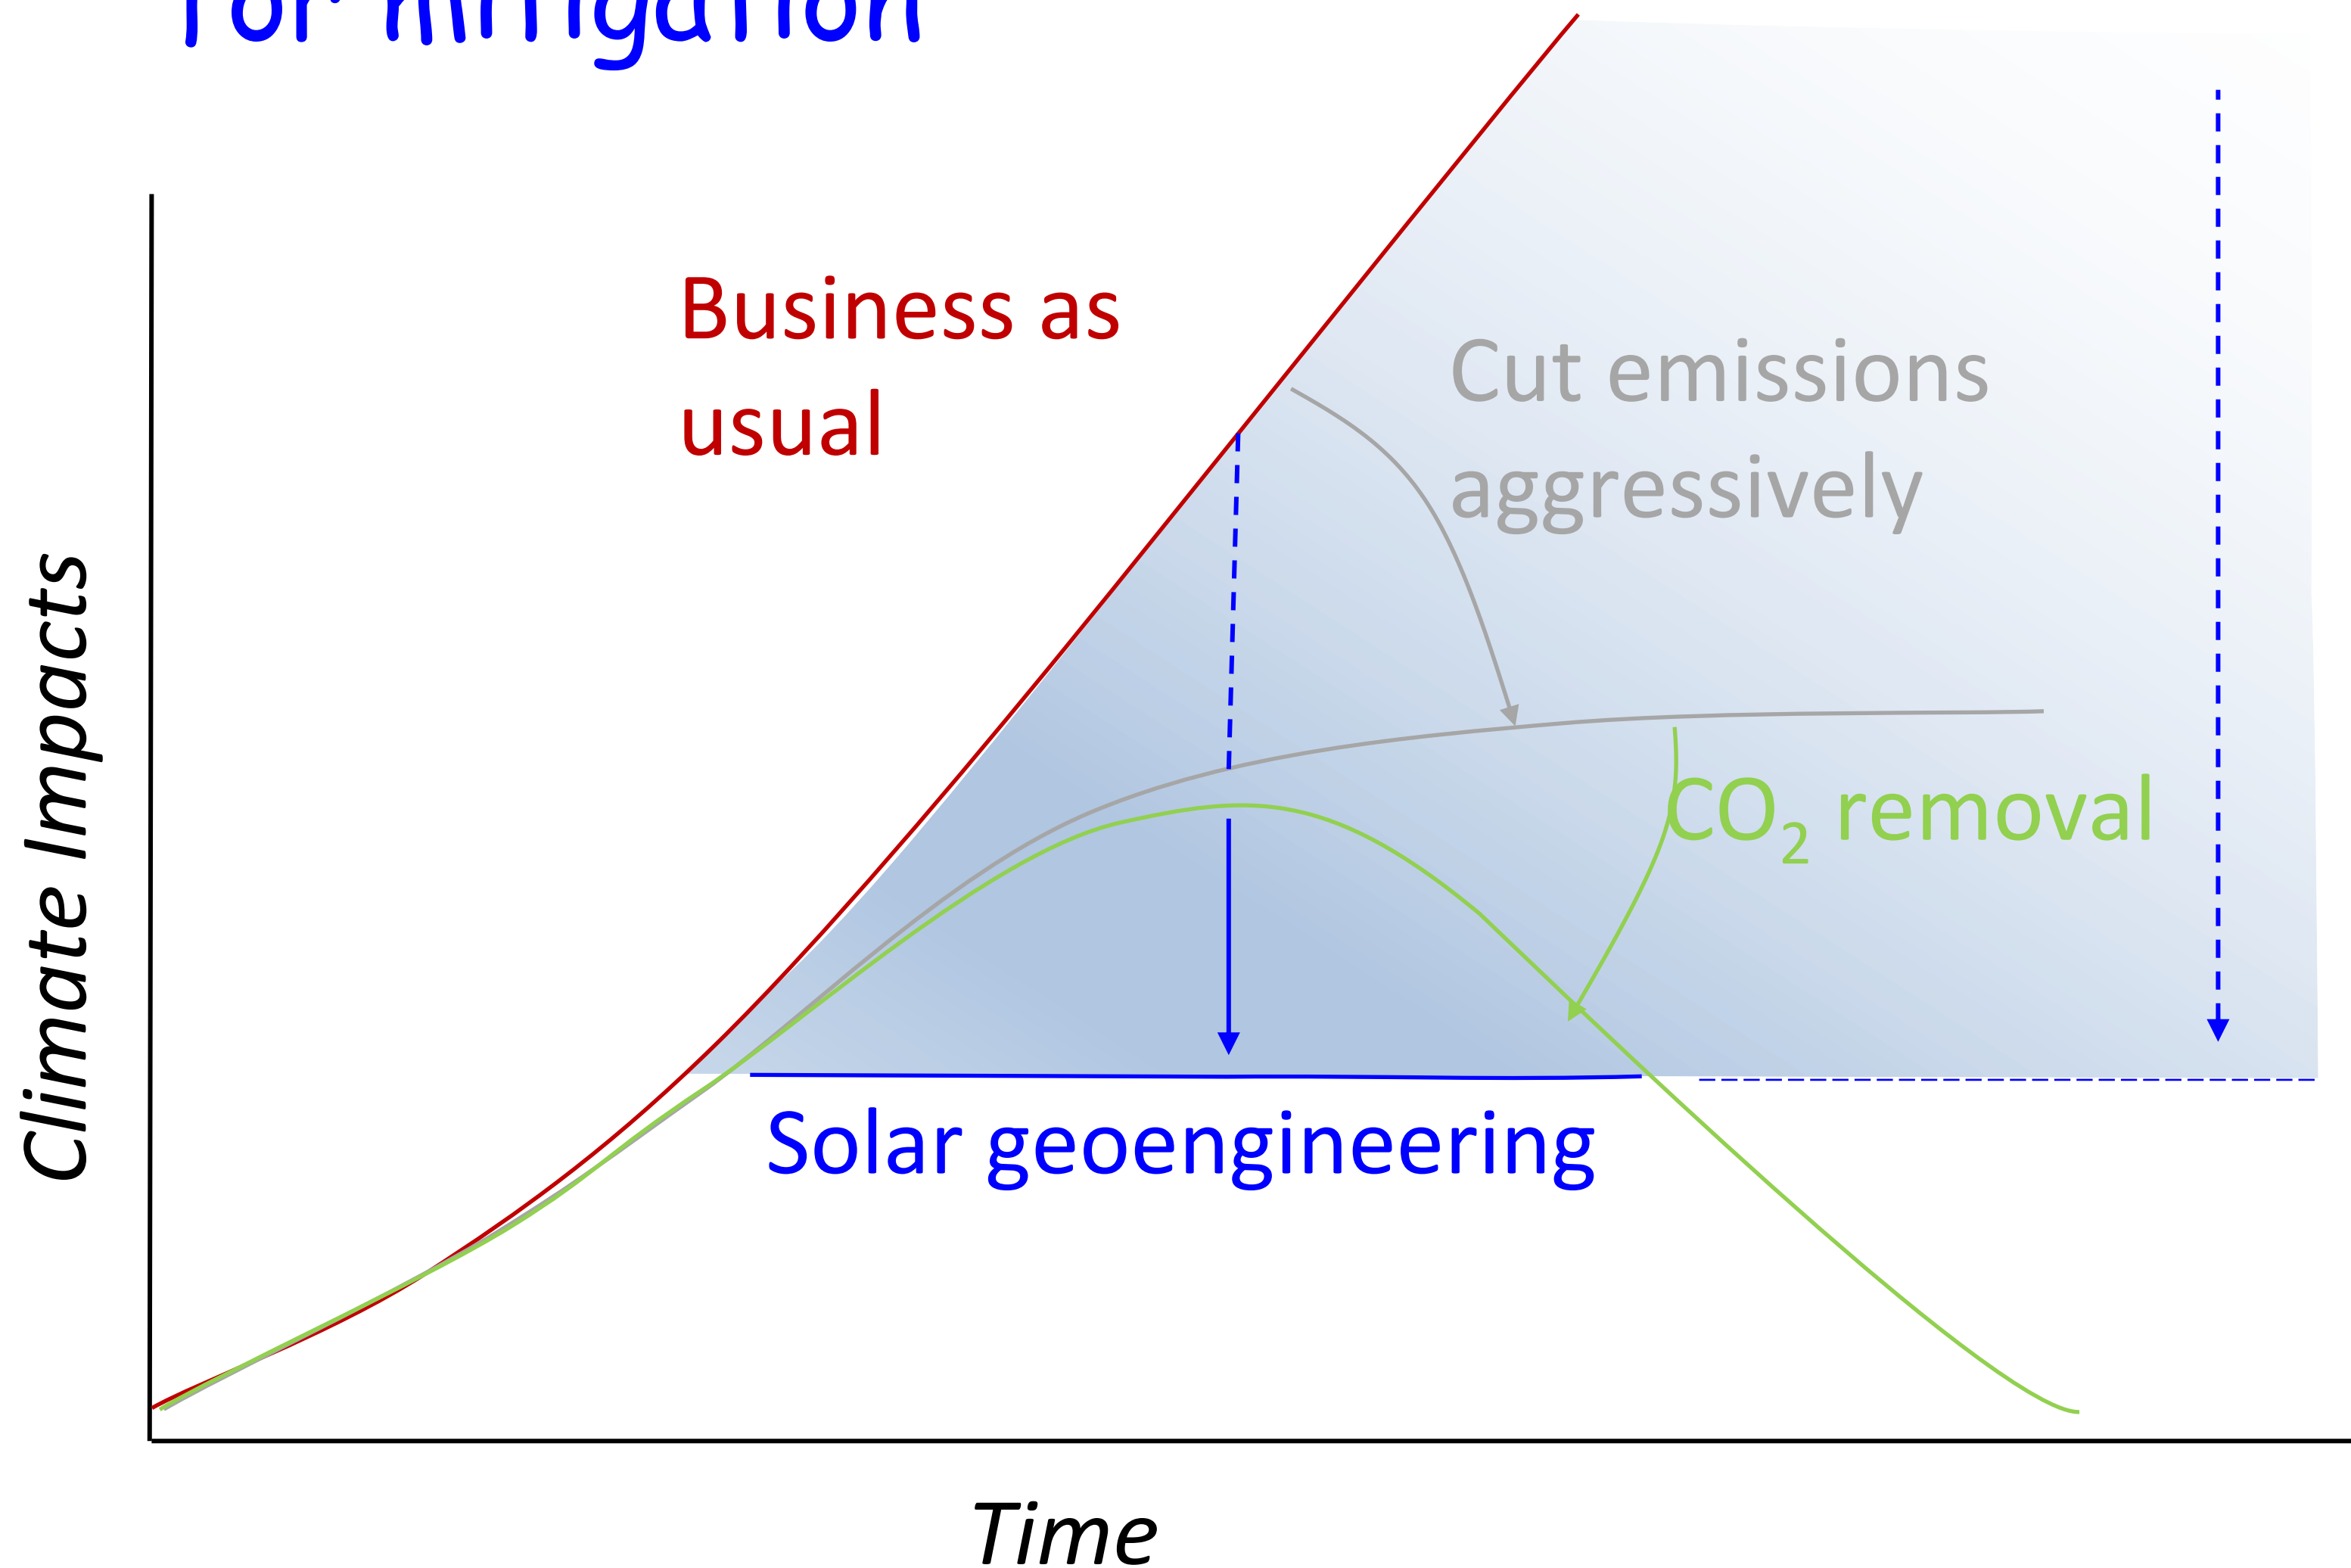 for mitigation
Business as
usual
Cut emissions
aggressively
CO₂ removal
Solar geoengineering
Climate Impacts
Time